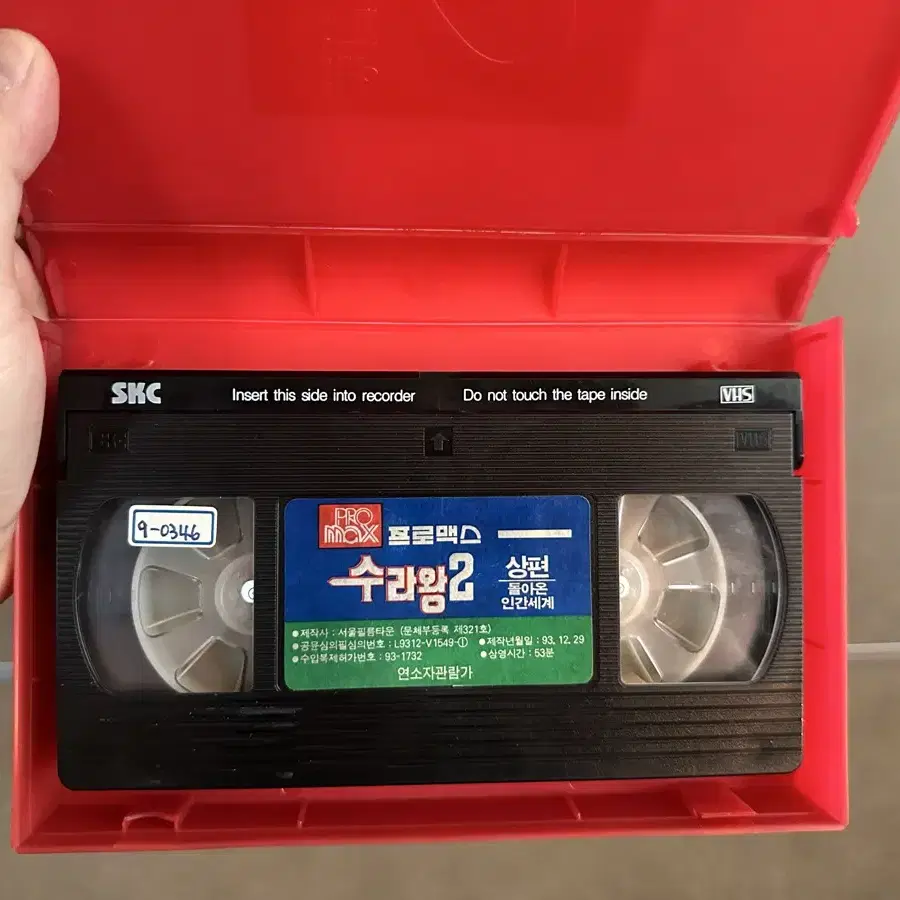 SKC Insert this side into recorder Do not touch the tape inside VHS
SKC VHS
9-0346
PRO max 프로맥스
수라왕2
상편
돌아온
인간세계
●제작사 : 서울필름타운 (문체부등록 제321호)
●공윤심의필심의번호 : L9312-V1549-① ●제작년월일 : 93. 12. 29
●수입복제허가번호 : 93-1732 ●상영시간 : 53분
연소자관람가